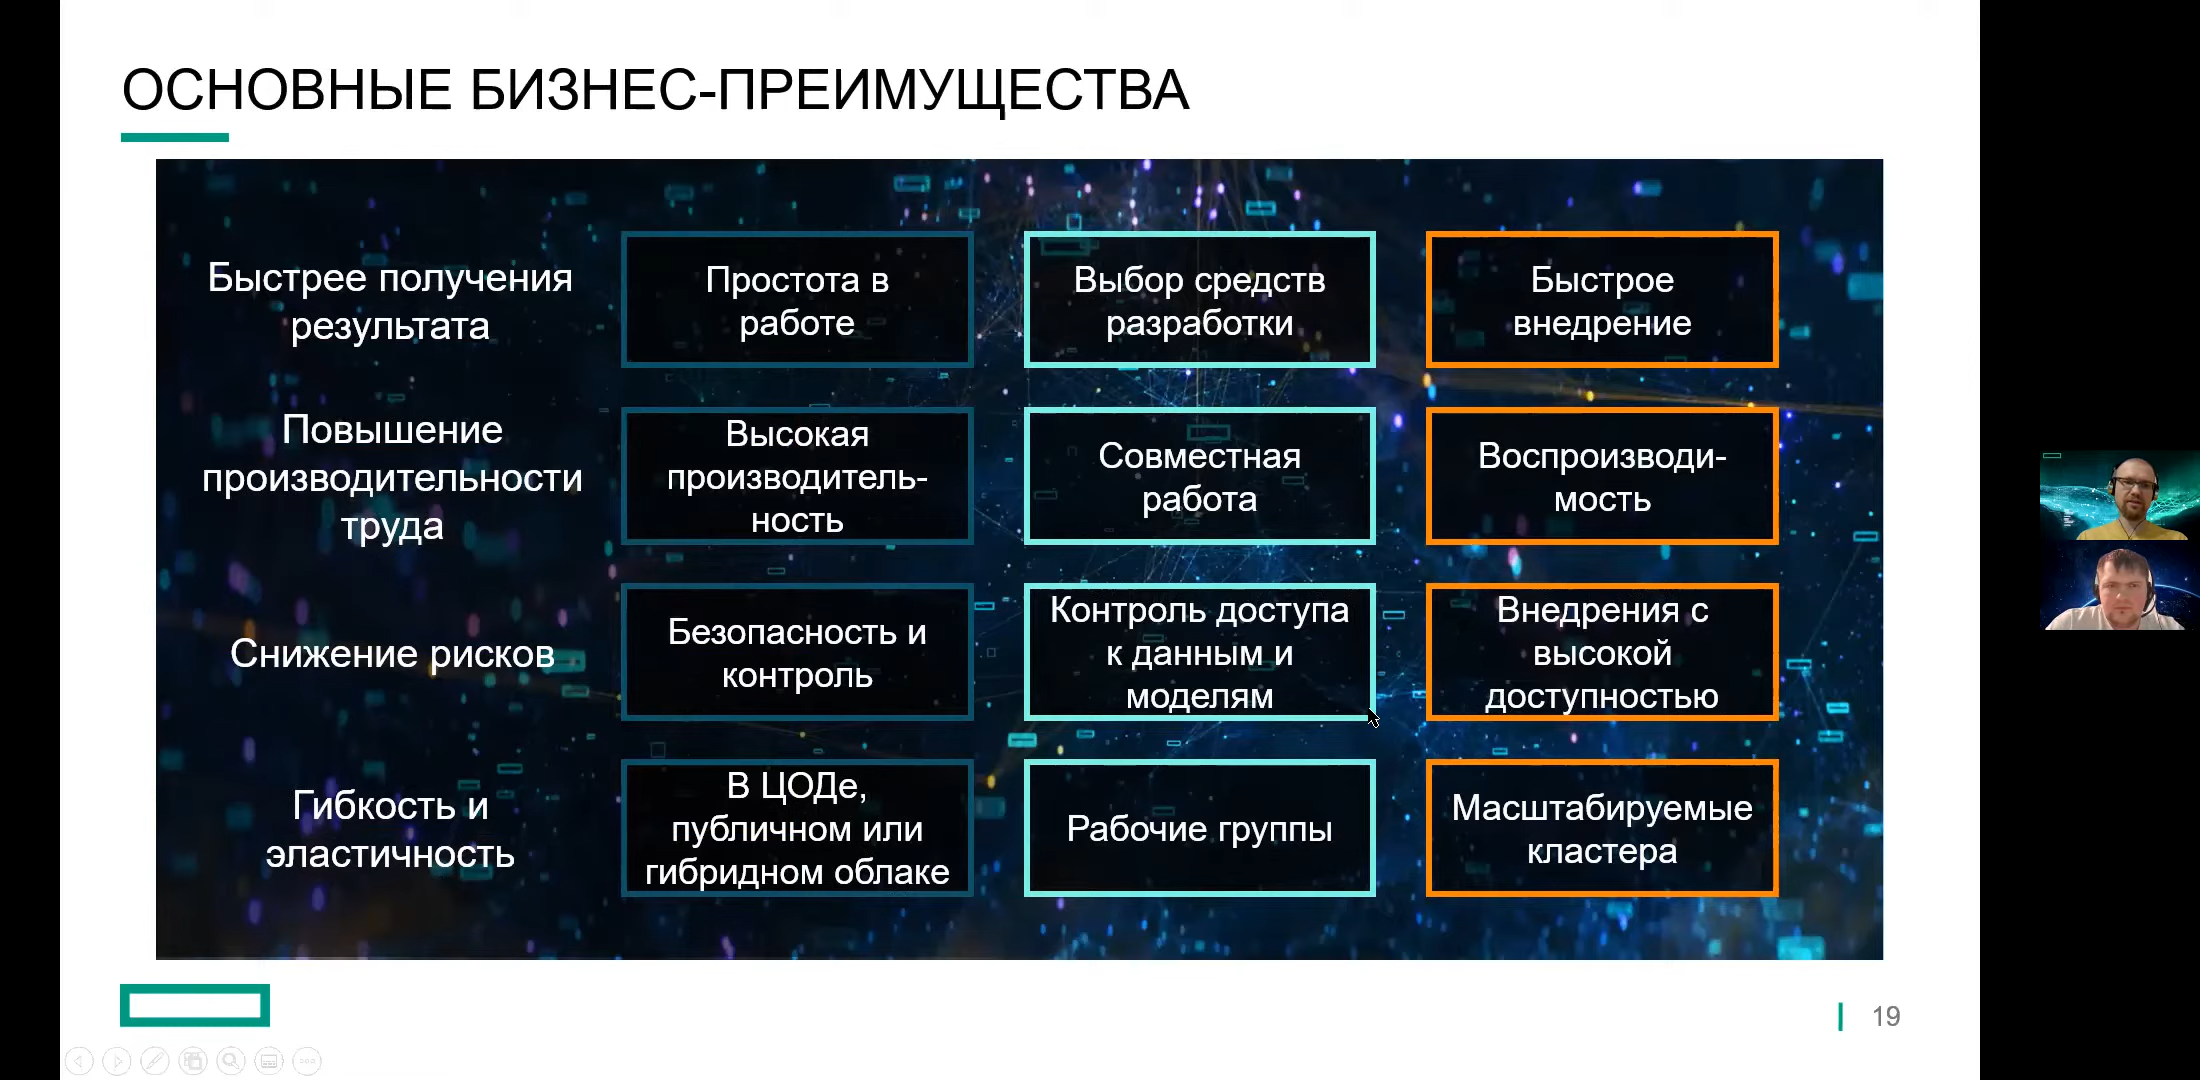 ОСНОВНЫЕ БИЗНЕС-ПРЕИМУЩЕСТВА
Быстрее получения
результата
Простота в
работе
Выбор средств
разработки
Быстрое
внедрение
Повышение
производительности
труда
Высокая
производитель-
ность
Совместная
работа
Воспроизводи-
мость
Снижение рисков
Безопасность и
контроль
Контроль доступа
к данным и
моделям
Внедрения с
высокой
доступностью
Гибкость и
эластичность
В ЦОДе,
публичном или
гибридном облаке
Рабочие группы
Масштабируемые
кластера
19